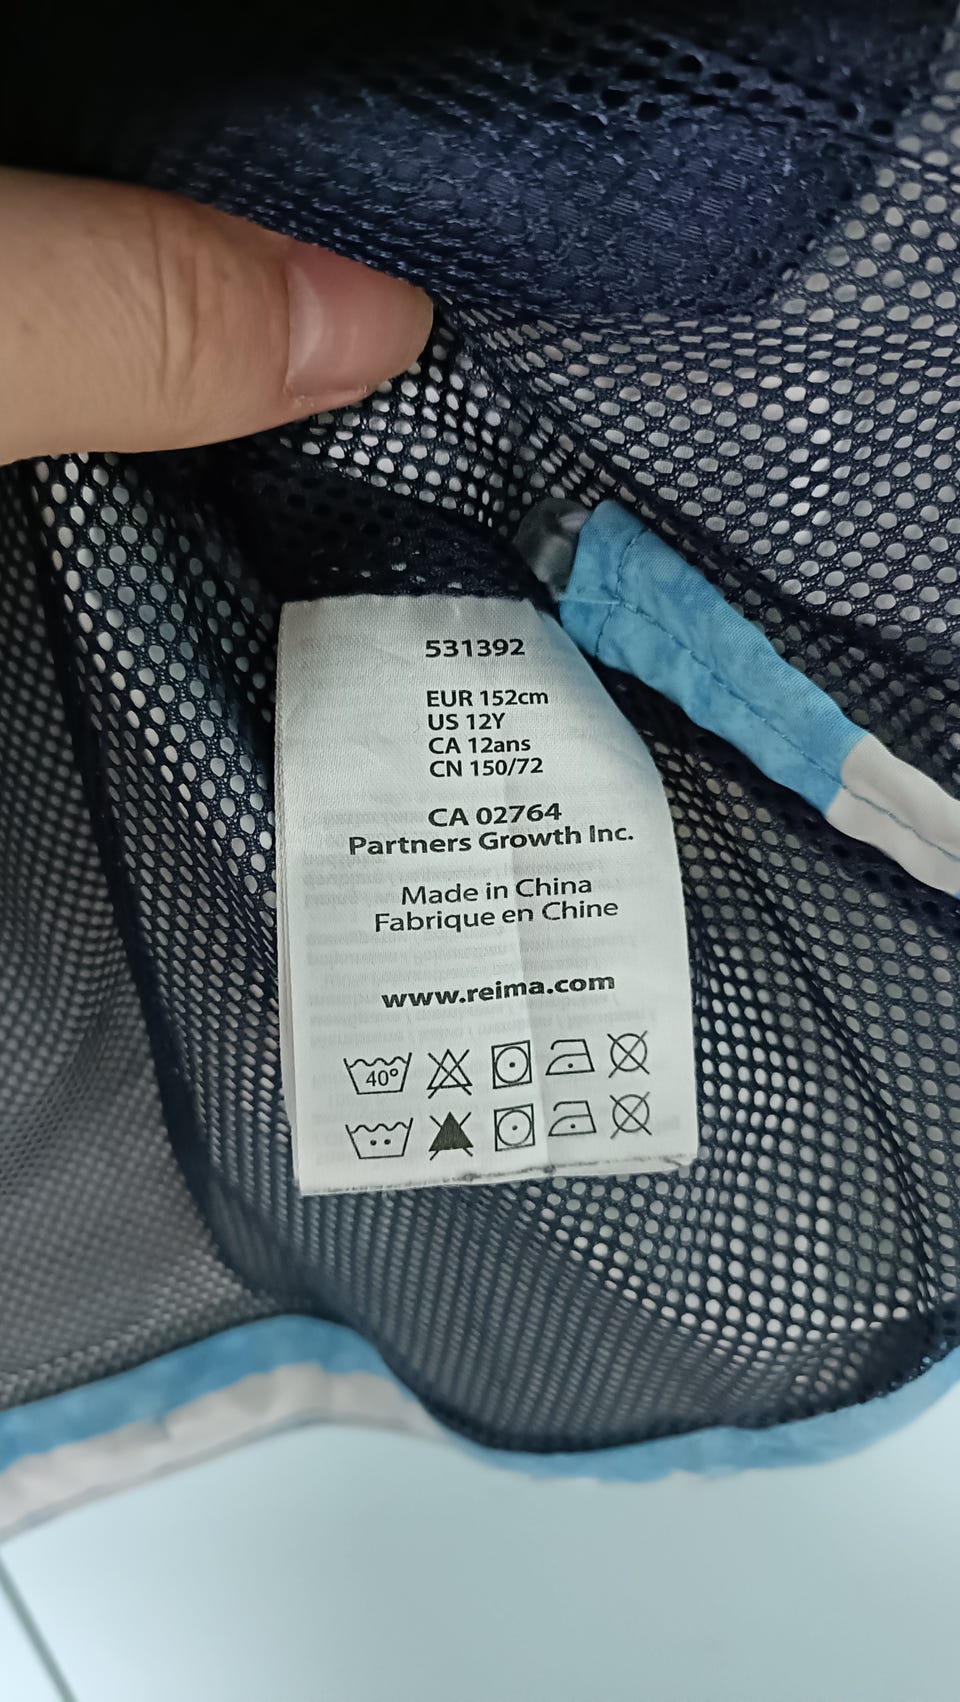 531392
EUR 152cm
US 12Y
CA 12ans
CN 150/72
CA 02764
Partners Growth Inc.
Made in China
Fabrique en Chine
www.reima.com
40°